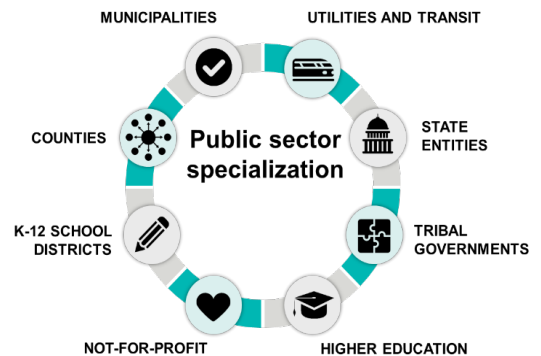 MUNICIPALITIES
UTILITIES AND TRANSIT
COUNTIES
Public sector
specialization
STATE
ENTITIES
K-12 SCHOOL
DISTRICTS
TRIBAL
GOVERNMENTS
NOT-FOR-PROFIT
HIGHER EDUCATION